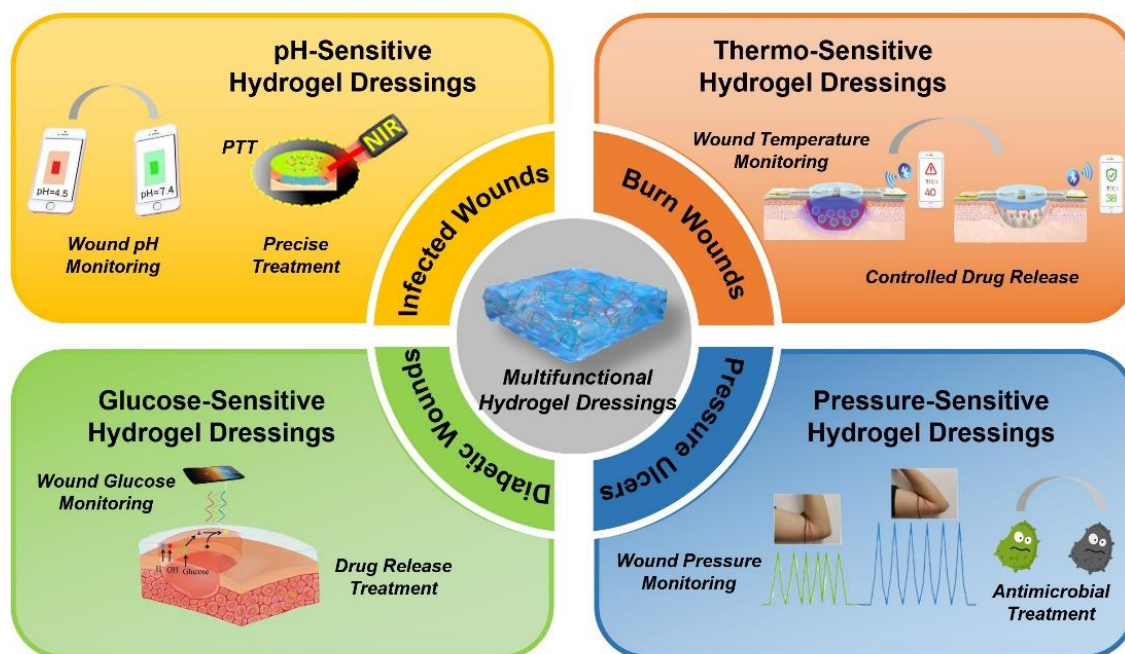 pH-Sensitive
Hydrogel Dressings
pH=4.5
pH=7.4
PTT
NIR
Wound pH
Monitoring
Precise
Treatment
Infected Wounds
Thermo-Sensitive
Hydrogel Dressings
Wound Temperature
Monitoring
40
38
Controlled Drug Release
Burn Wounds
Multifunctional
Hydrogel Dressings
Glucose-Sensitive
Hydrogel Dressings
Wound Glucose
Monitoring
Glucose
Drug Release
Treatment
Diabetic Wounds
Pressure-Sensitive
Hydrogel Dressings
Wound Pressure
Monitoring
Antimicrobial
Treatment
Pressure Ulcers